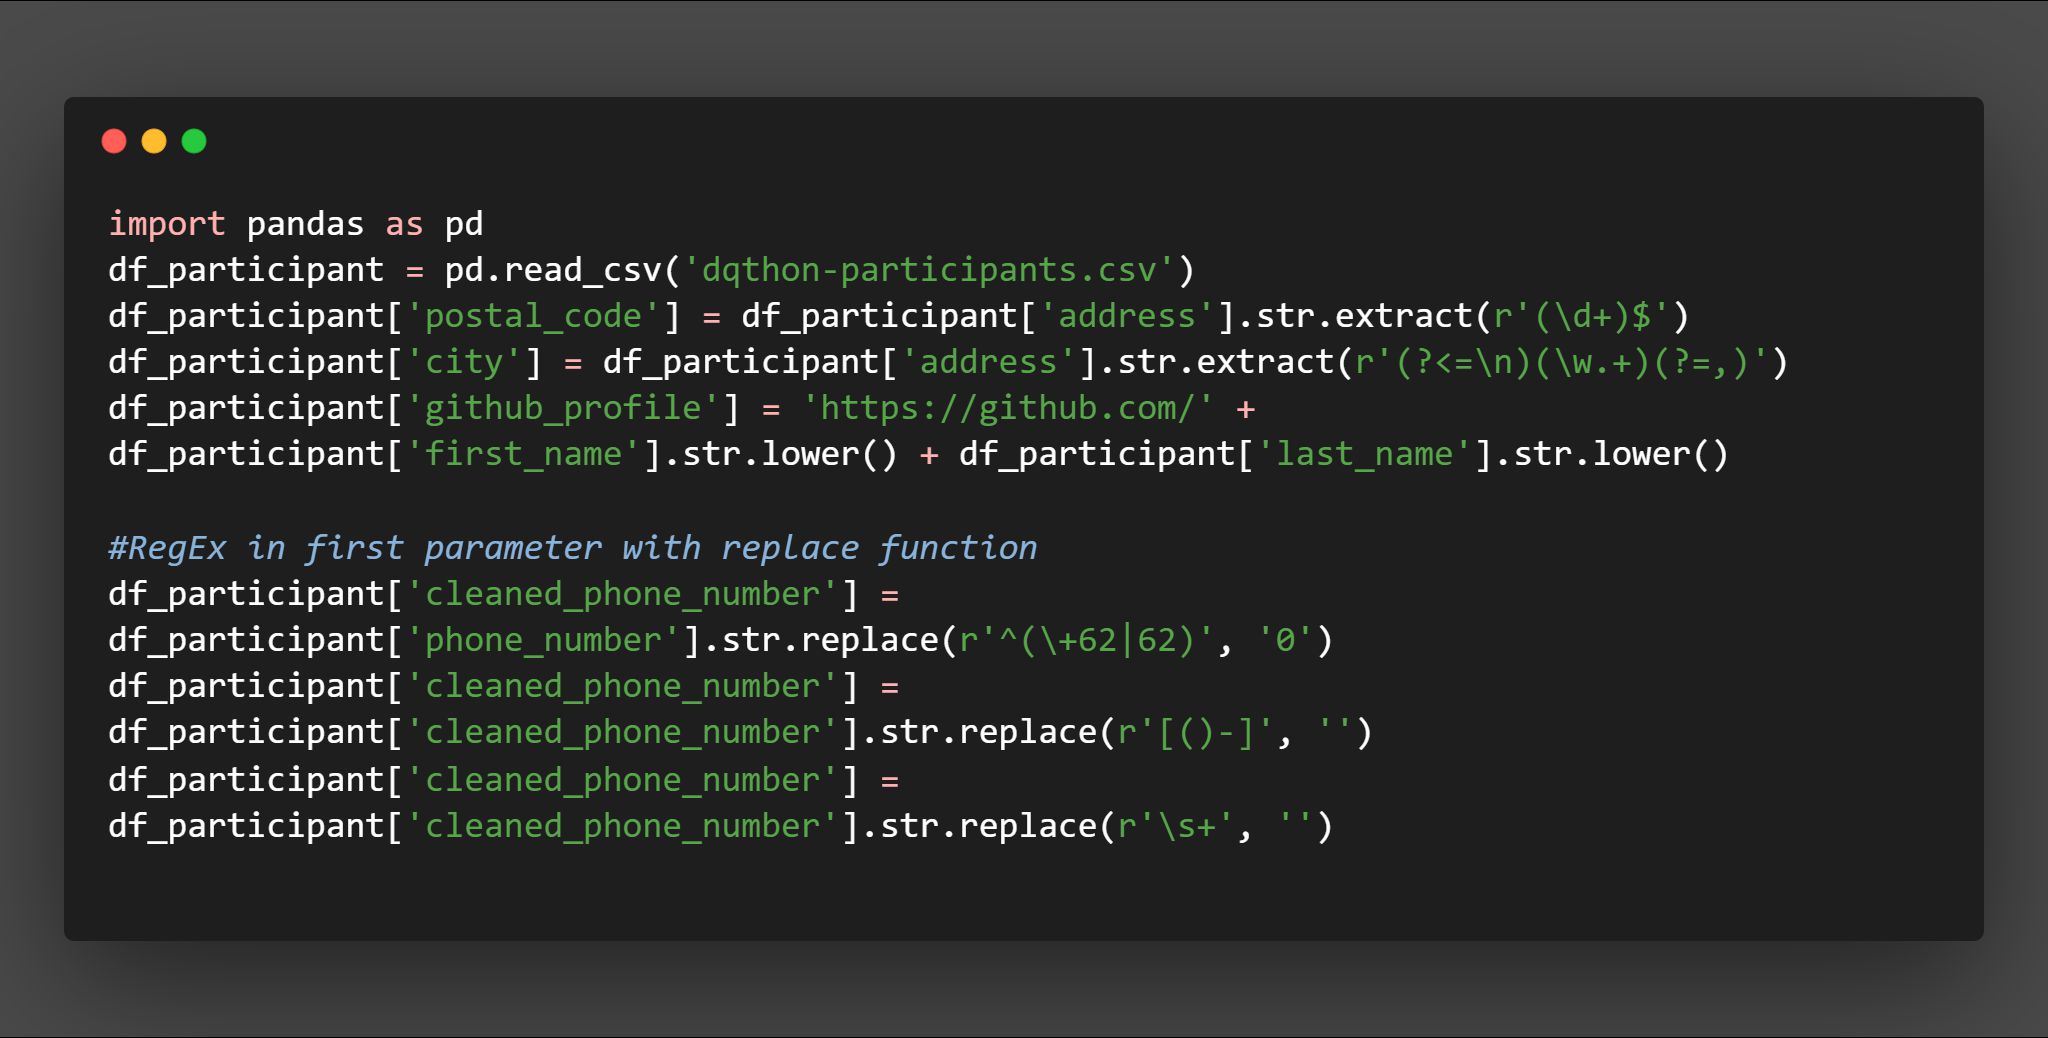 import pandas as pd
df_participant = pd.read_csv('dqthon-participants.csv')
df_participant['postal_code'] = df_participant['address'].str.extract(r'(\d+)$')
df_participant['city'] = df_participant['address'].str.extract(r'(?<=\n)(\w.+)(?=,)')
df_participant['github_profile'] = 'https://github.com/' +
df_participant['first_name'].str.lower() + df_participant['last_name'].str.lower()
#RegEx in first parameter with replace function
df_participant['cleaned_phone_number'] =
df_participant['phone_number'].str.replace(r'^(\+62|62)', '0')
df_participant['cleaned_phone_number'] =
df_participant['cleaned_phone_number'].str.replace(r'[()-]', '')
df_participant['cleaned_phone_number'] =
df_participant['cleaned_phone_number'].str.replace(r'\s+', '')